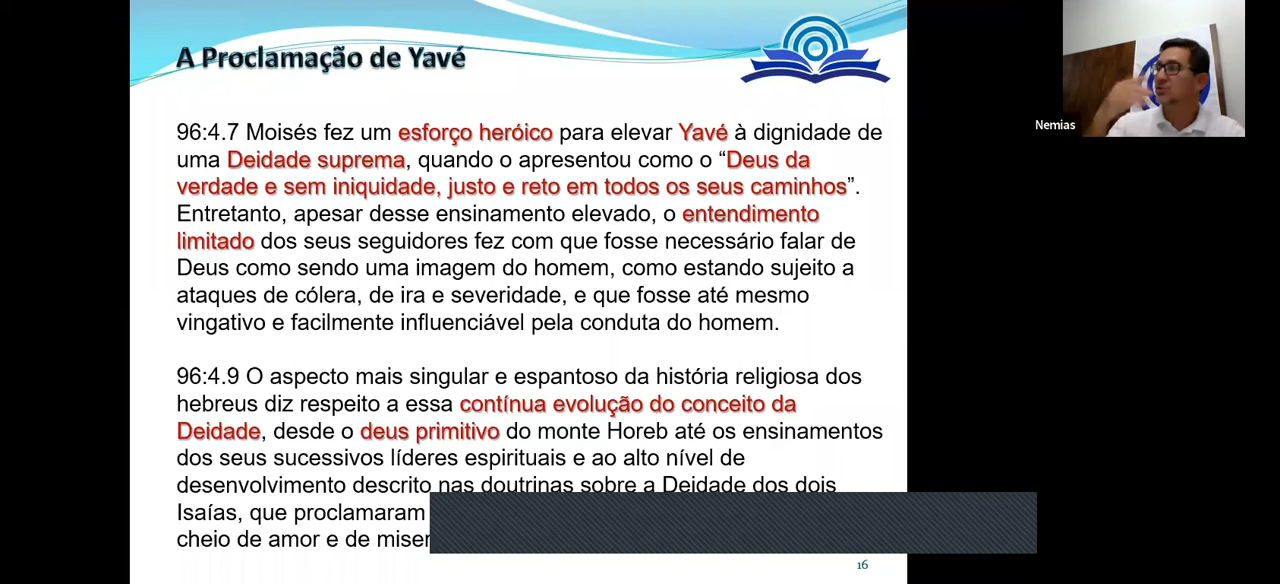 A Proclamação de Yavé
96:4.7 Moisés fez um esforço heróico para elevar Yavé à dignidade de
uma Deidade suprema, quando o apresentou como o “Deus da
verdade e sem iniquidade, justo e reto em todos os seus caminhos”.
Entretanto, apesar desse ensinamento elevado, o entendimento
limitado dos seus seguidores fez com que fosse necessário falar de
Deus como sendo uma imagem do homem, como estando sujeito a
ataques de cólera, de ira e severidade, e que fosse até mesmo
vingativo e facilmente influenciável pela conduta do homem.
96:4.9 O aspecto mais singular e espantoso da história religiosa dos
hebreus diz respeito a essa contínua evolução do conceito da
Deidade, desde o deus primitivo do monte Horeb até os ensinamentos
dos seus sucessivos líderes espirituais e ao alto nível de
desenvolvimento descrito nas doutrinas sobre a Deidade dos dois
Isaías, que proclamaram
cheio de amor e de miser
16
Nemias